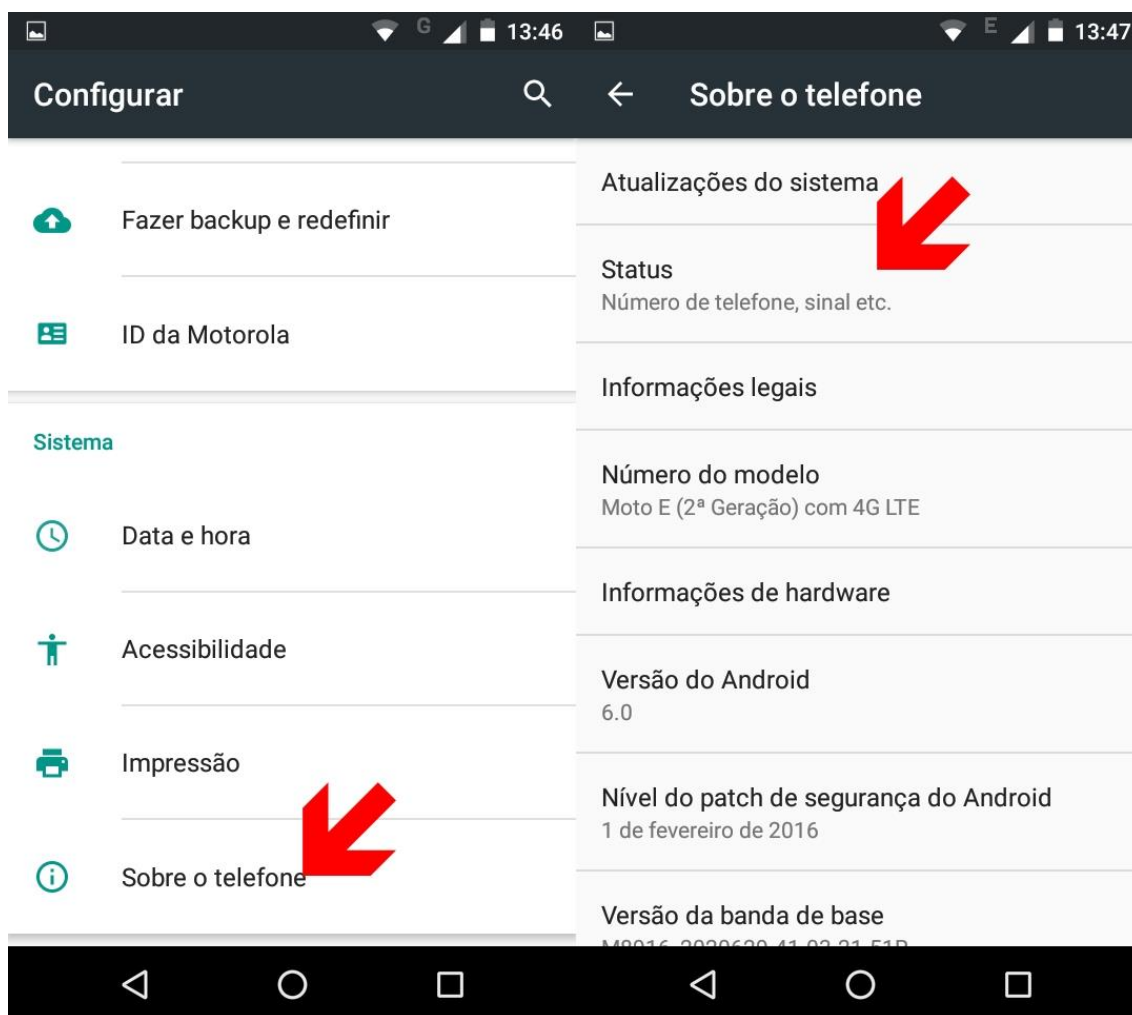 G 13:46
Configurar
Fazer backup e redefinir
ID da Motorola
Sistema
Data e hora
Acessibilidade
Impressão
Sobre o telefone
E 13:47
Sobre o telefone
Atualizações do sistema
Status
Número de telefone, sinal etc.
Informações legais
Número do modelo
Moto E (2ª Geração) com 4G LTE
Informações de hardware
Versão do Android
6.0
Nível do patch de segurança do Android
1 de fevereiro de 2016
Versão da banda de base